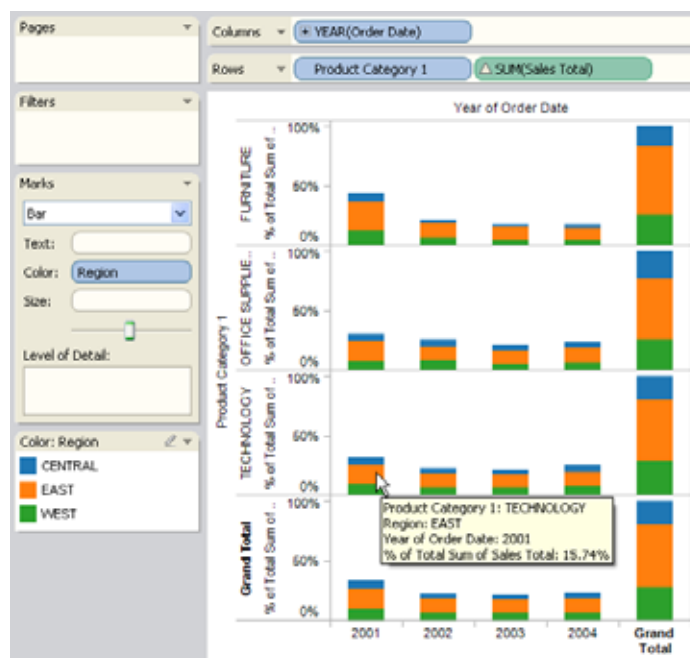 Pages
Columns
YEAR(Order Date)
Rows
Product Category 1
SUM(Sales Total)
Filters
Marks
Bar
Text:
Color:
Region
Size:
Level of Detail:
Color: Region
CENTRAL
EAST
WEST
Year of Order Date
Product Category 1
FURNITURE
% of Total Sum of ..
100%
50%
0%
OFFICE SUPPLIE...
% of Total Sum of ..
100%
50%
0%
TECHNOLOGY
% of Total Sum of ..
100%
50%
0%
Product Category 1: TECHNOLOGY
Region: EAST
Year of Order Date: 2001
% of Total Sum of Sales Total: 15.74%
Grand Total
% of Total Sum of ..
100%
50%
0%
2001
2002
2003
2004
Grand
Total